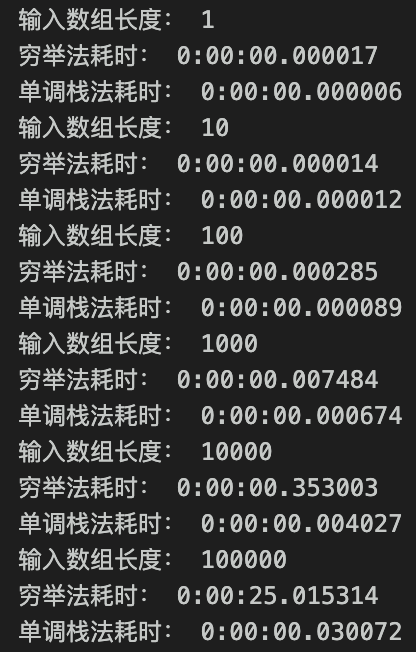 输入数组长度： 1
穷举法耗时： 0:00:00.000017
单调栈法耗时： 0:00:00.000006
输入数组长度： 10
穷举法耗时： 0:00:00.000014
单调栈法耗时： 0:00:00.000012
输入数组长度： 100
穷举法耗时： 0:00:00.000285
单调栈法耗时： 0:00:00.000089
输入数组长度： 1000
穷举法耗时： 0:00:00.007484
单调栈法耗时： 0:00:00.000674
输入数组长度： 10000
穷举法耗时： 0:00:00.353003
单调栈法耗时： 0:00:00.004027
输入数组长度： 100000
穷举法耗时： 0:00:25.015314
单调栈法耗时： 0:00:00.030072